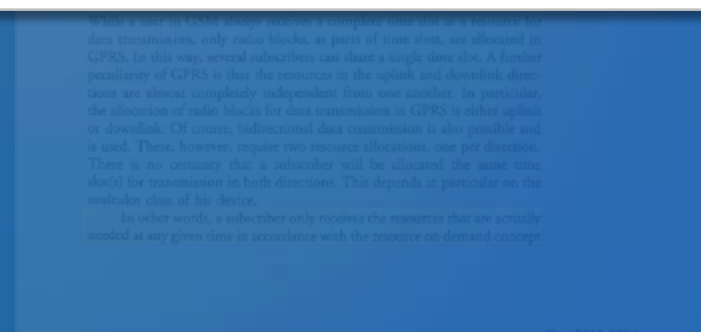 While a user in GSM always receives a complete time slot as a resource for
data transmission, only radio blocks, as parts of time slots, are allocated in
GPRS. In this way, several subscribers can share a single time slot. A further
peculiarity of GPRS is that the resources in the uplink and downlink direc-
tions are almost completely independent from one another. In particular,
the allocation of radio blocks for data transmission in GPRS is either uplink
or downlink. Of course, bidirectional data transmission is also possible and
is used. These, however, require two resource allocations, one per direction.
There is no certainty that a subscriber will be allocated the same time
slot(s) for transmission in both directions. This depends in particular on the
multislot class of his device.
In other words, a subscriber only receives the resources that are actually
needed at any given time in accordance with the resource on demand concept